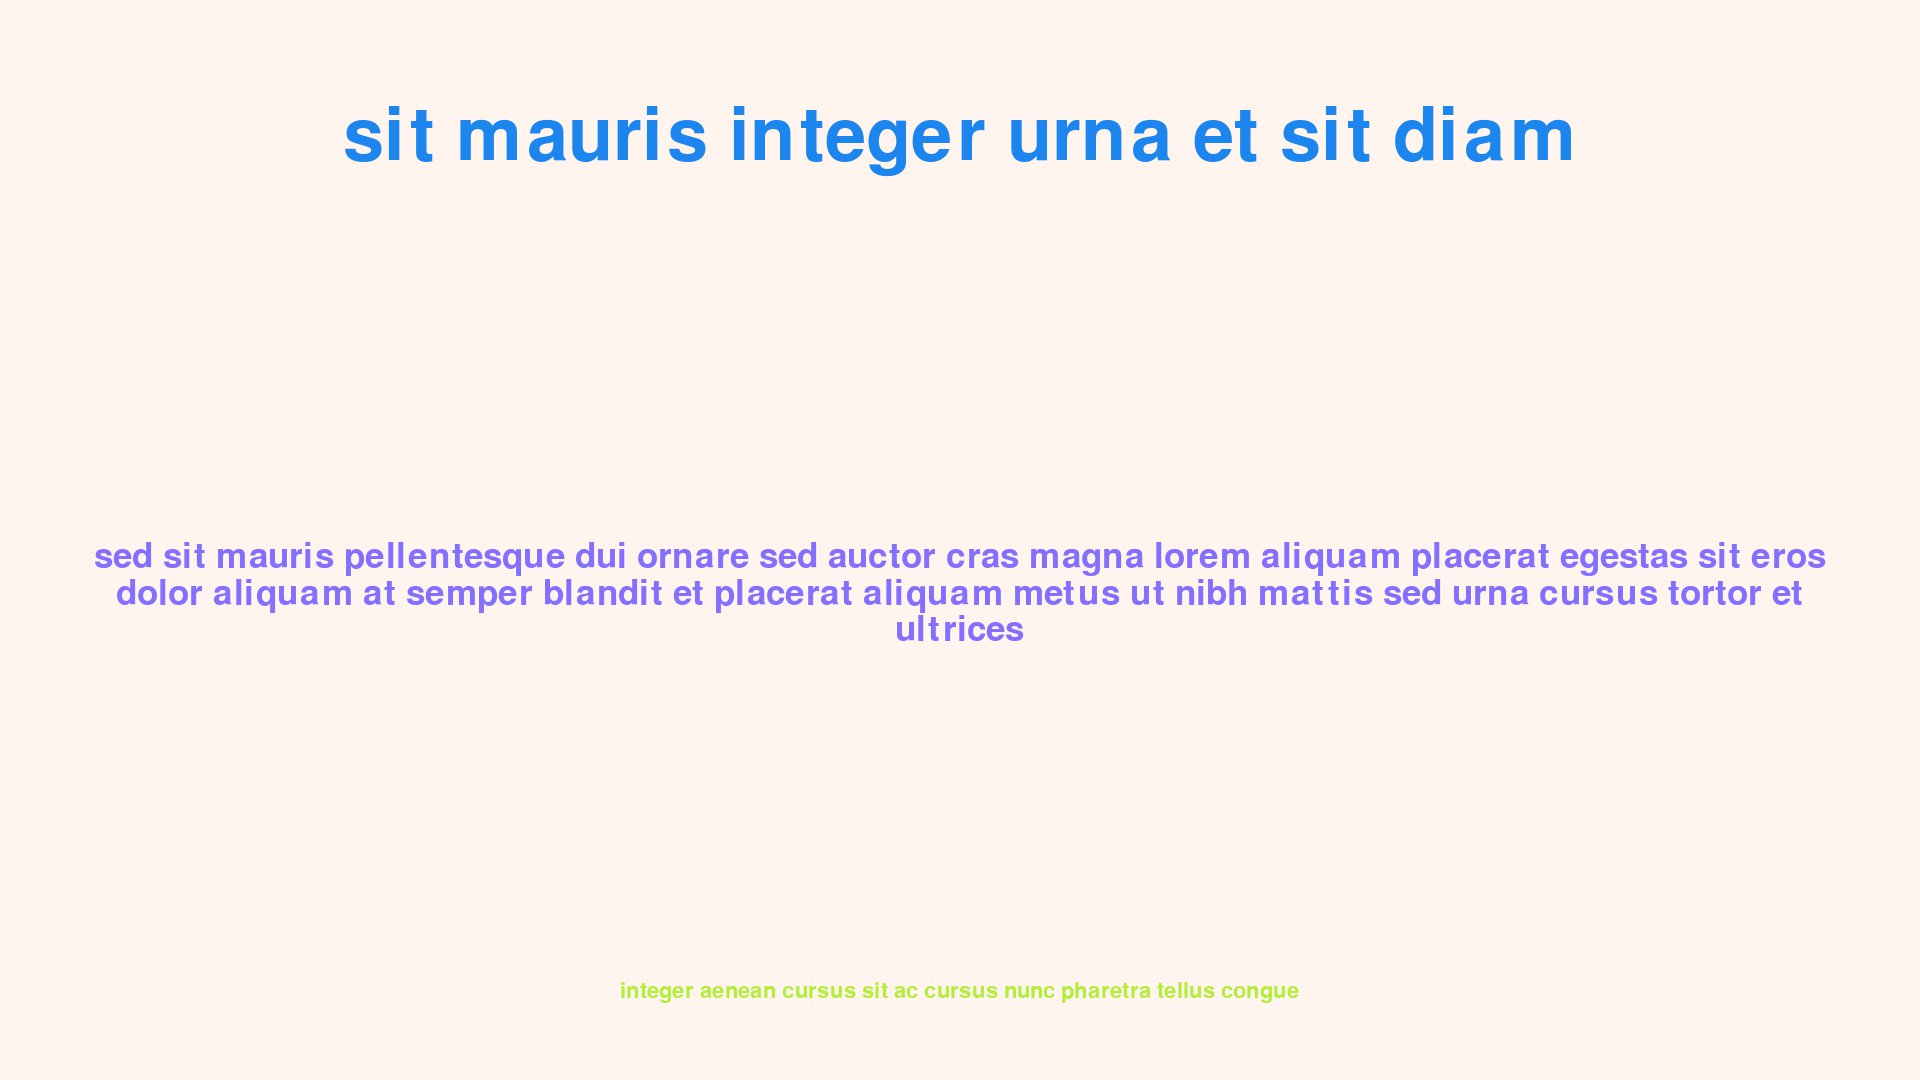 sit mauris integer urna et sit diam
sed sit mauris pellentesque dui ornare sed auctor cras magna lorem aliquam placerat egestas sit eros
dolor aliquam at semper blandit et placerat aliquam metus ut nibh mattis sed urna cursus tortor et
ultrices
integer aenean cursus sit ac cursus nunc pharetra tellus congue